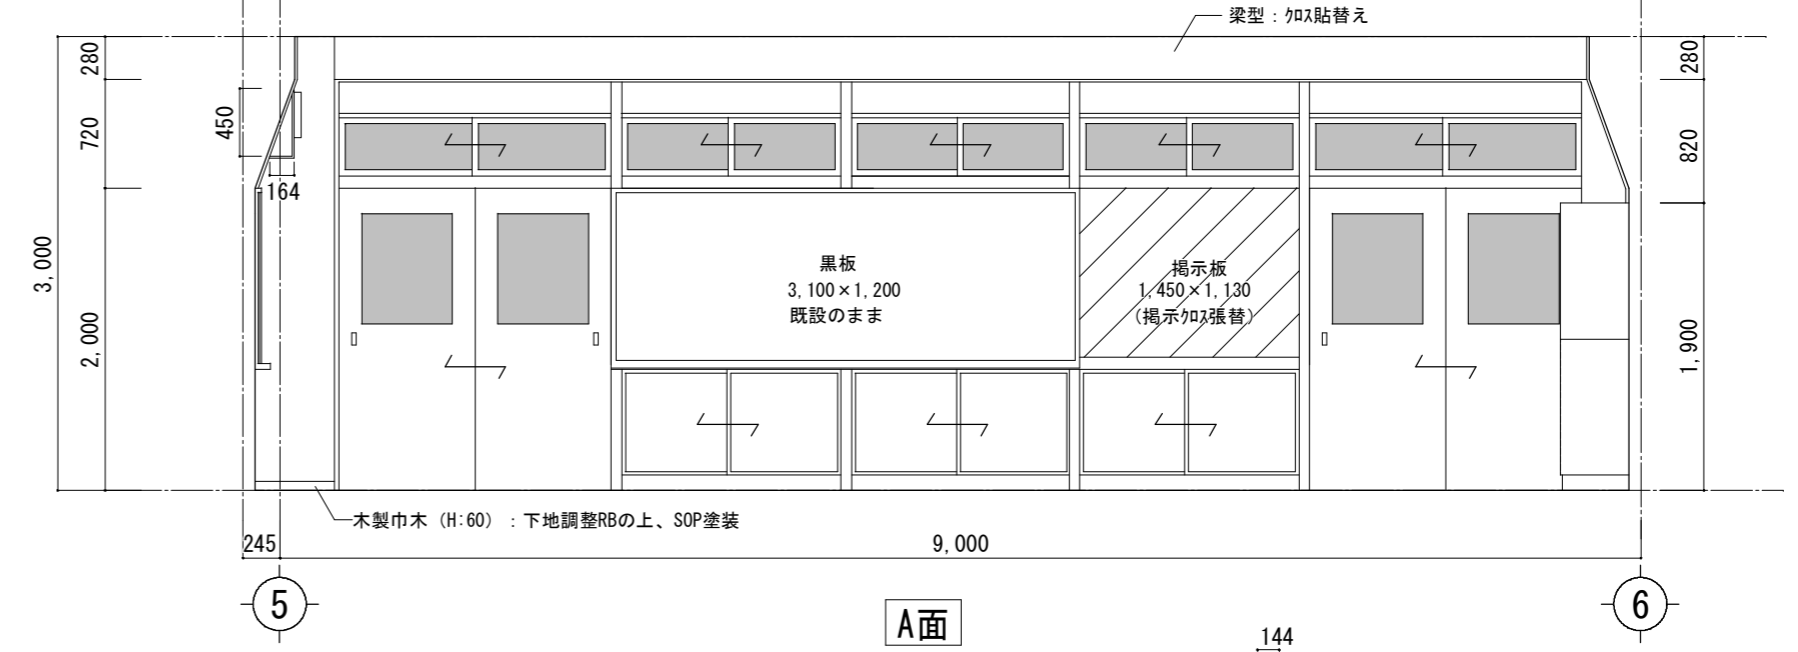 梁型：ｸﾛｽ貼替え
280
280
450
720
820
164
3,000
黒板
3,100×1,200
既設のまま
掲示板
1,450×1,130
（掲示ｸﾛｽ張替）
2,000
1,900
木製巾木（H:60）：下地調整RBの上、SOP塗装
245
9,000
5
6
A面
144